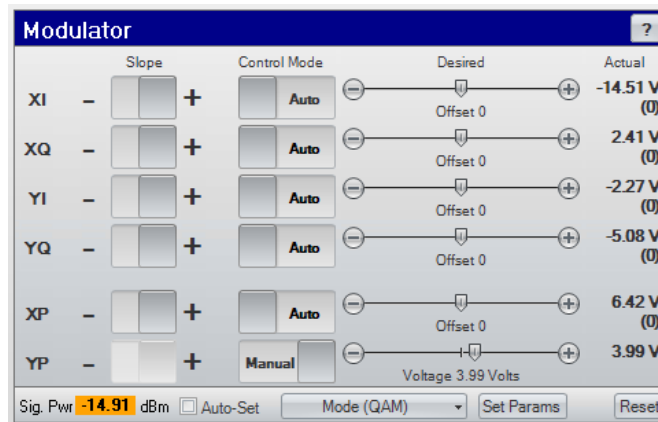 Modulator ?
Slope Control Mode Desired Actual
XI - + Auto Offset 0 -14.51 V (0)
XQ - + Auto Offset 0 2.41 V (0)
YI - + Auto Offset 0 -2.27 V (0)
YQ - + Auto Offset 0 -5.08 V (0)
XP - + Auto Offset 0 6.42 V (0)
YP - + Manual Voltage 3.99 Volts 3.99 V
Sig. Pwr -14.91 dBm Auto-Set Mode (QAM) Set Params Reset